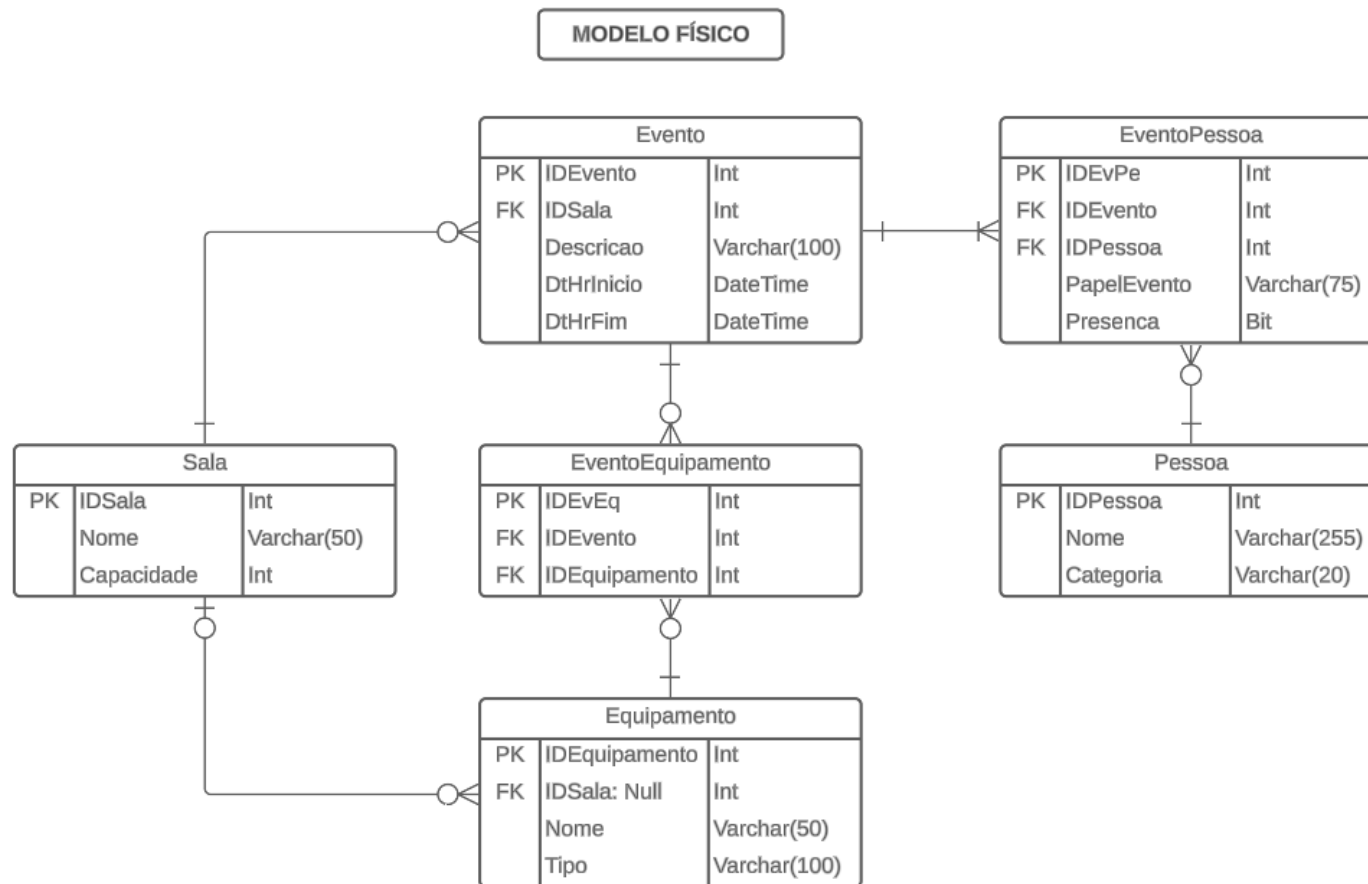 MODELO FÍSICO
Evento
PK IDEvento Int
FK IDSala Int
Descricao Varchar(100)
DtHrInicio DateTime
DtHrFim DateTime
EventoPessoa
PK IDEvPe Int
FK IDEvento Int
FK IDPessoa Int
PapelEvento Varchar(75)
Presenca Bit
Sala
PK IDSala Int
Nome Varchar(50)
Capacidade Int
EventoEquipamento
PK IDEvEq Int
FK IDEvento Int
FK IDEquipamento Int
Pessoa
PK IDPessoa Int
Nome Varchar(255)
Categoria Varchar(20)
Equipamento
PK IDEquipamento Int
FK IDSala: Null Int
Nome Varchar(50)
Tipo Varchar(100)